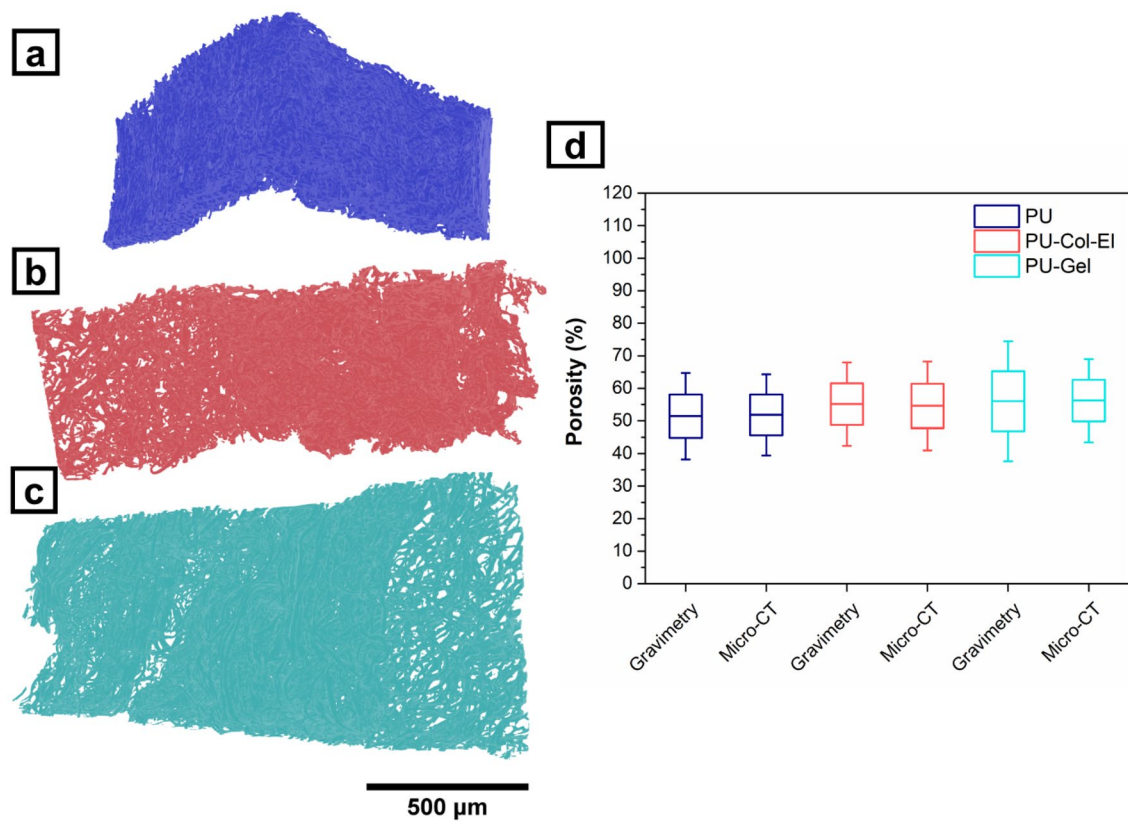 a
b
c
500 µm
d
120
110
100
90
80
70
60
50
40
30
20
10
0
Porosity (%)
PU
PU-Col-El
PU-Gel
Gravimetry
Micro-CT
Gravimetry
Micro-CT
Gravimetry
Micro-CT